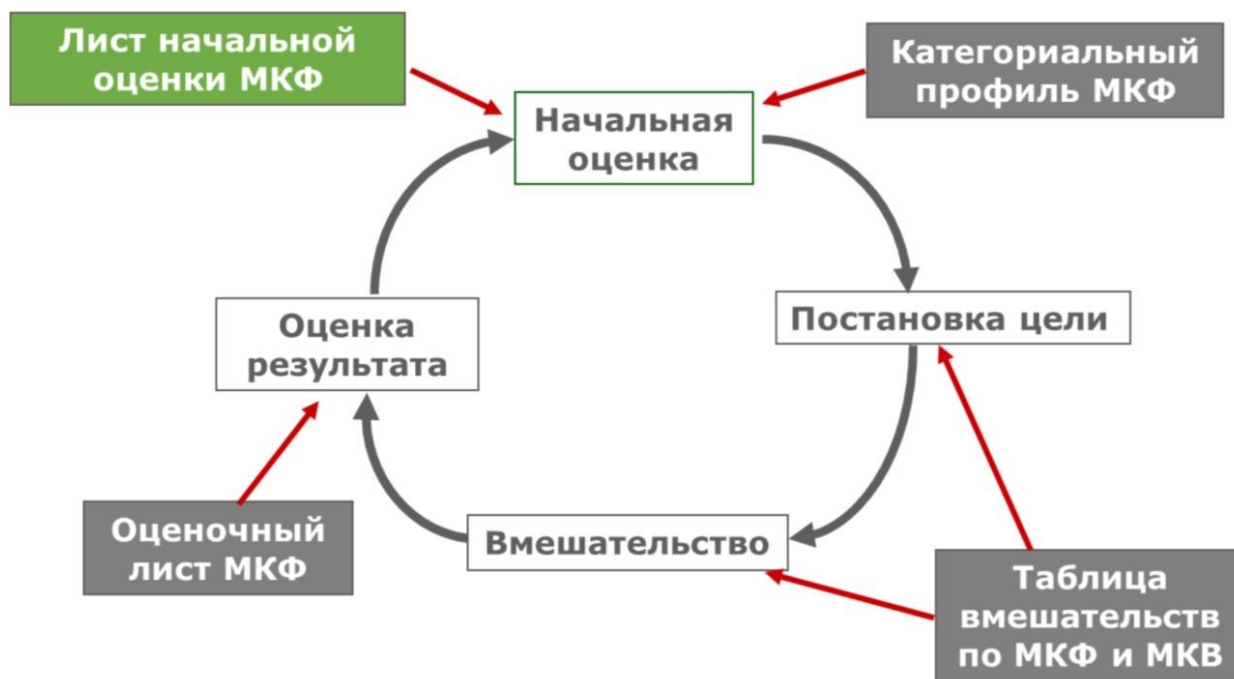 Лист начальной
оценки МКФ
Категориальный
профиль МКФ
Начальная
оценка
Оценка
результата
Постановка цели
Оценочный
лист МКФ
Вмешательство
Таблица
вмешательств
по МКФ и МКВ